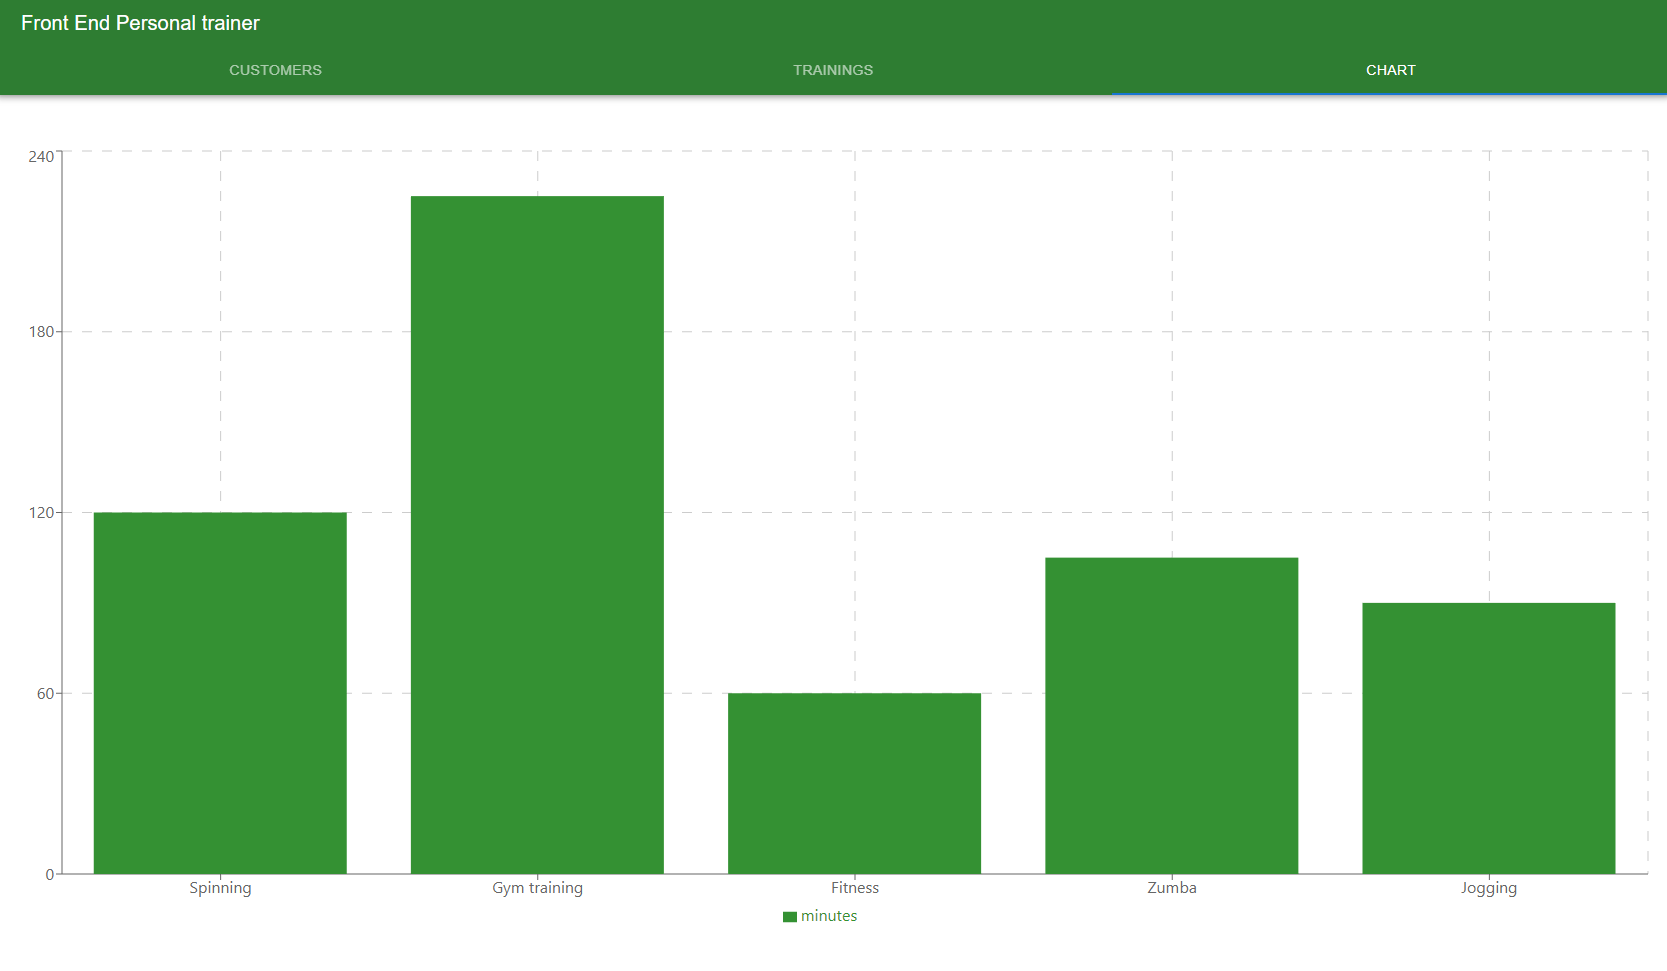 Front End Personal trainer
CUSTOMERS TRAININGS CHART
240
180
120
60
0
Spinning Gym training Fitness Zumba Jogging
minutes